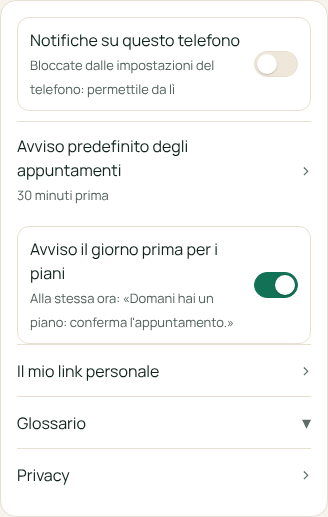 Notifiche su questo telefono
Bloccate dalle impostazioni del
telefono: permettile da lì
Avviso predefinito degli
appuntamenti
30 minuti prima
Avviso il giorno prima per i
piani
Alla stessa ora: «Domani hai un
piano: conferma l'appuntamento.»
Il mio link personale
Glossario
Privacy